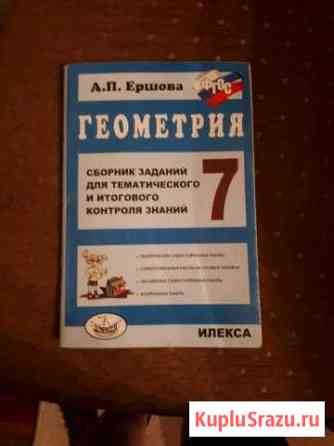 А.П. Ершова
ФГОС
ГЕОМЕТРИЯ
СБОРНИК ЗАДАНИЙ
ДЛЯ ТЕМАТИЧЕСКОГО
И ИТОГОВОГО
КОНТРОЛЯ ЗНАНИЙ
7
ИЛЕКСА
KupluSrazu.ru